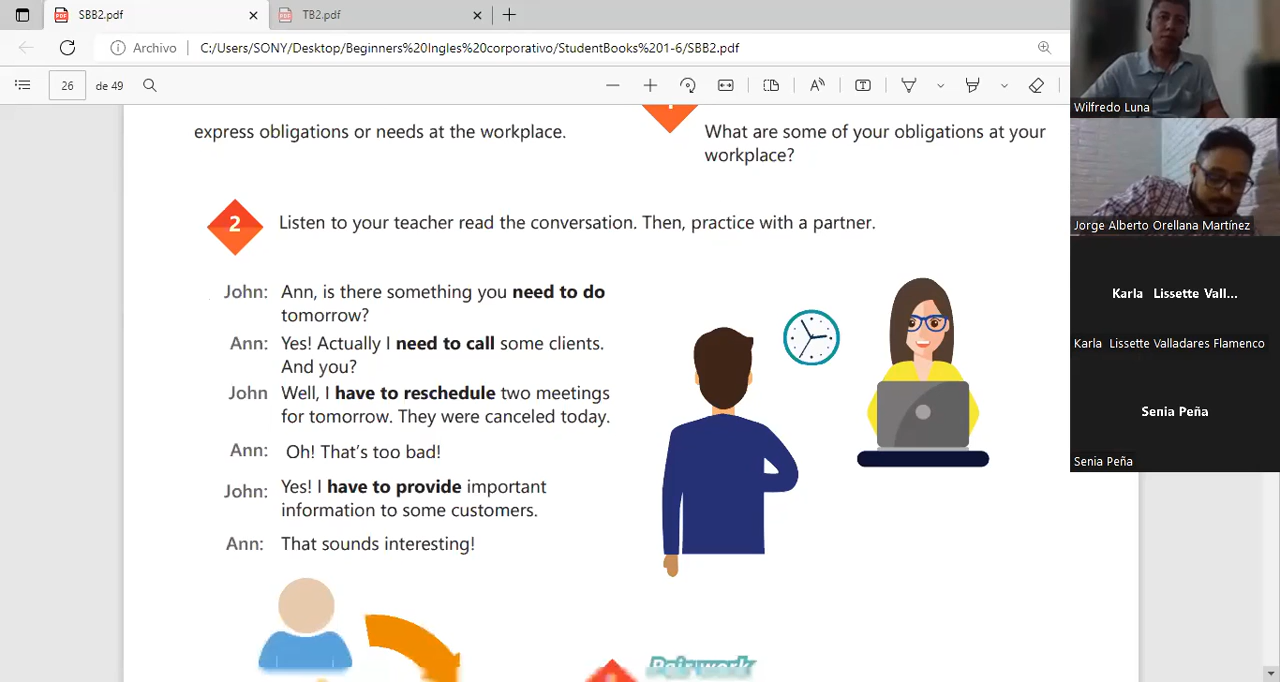 SBB2.pdf
TB2.pdf
Archivo
C:/Users/SONY/Desktop/Beginners%20Ingles%20corporativo/StudentBooks%201-6/SBB2.pdf
26
de 49
express obligations or needs at the workplace.
What are some of your obligations at your
workplace?
2
Listen to your teacher read the conversation. Then, practice with a partner.
John: Ann, is there something you need to do
tomorrow?
Ann: Yes! Actually I need to call some clients.
And you?
John Well, I have to reschedule two meetings
for tomorrow. They were canceled today.
Ann: Oh! That's too bad!
John: Yes! I have to provide important
information to some customers.
Ann: That sounds interesting!
Pair work
Wilfredo Luna
Jorge Alberto Orellana Martínez
Karla Lissette Vall...
Karla Lissette Valladares Flamenco
Senia Peña
Senia Peña